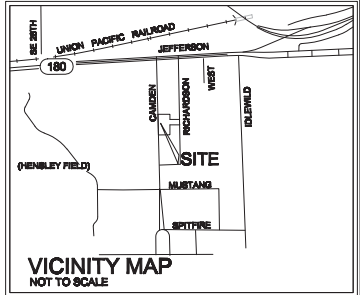 SE 28TH
UNION PACIFIC RAILROAD
JEFFERSON
180
CAMDEN
RICHARDSON
WEST
IDLEWILD
SITE
{HENSLEY FIELD}
MUSTANG
SPITFIRE
VICINITY MAP
NOT TO SCALE